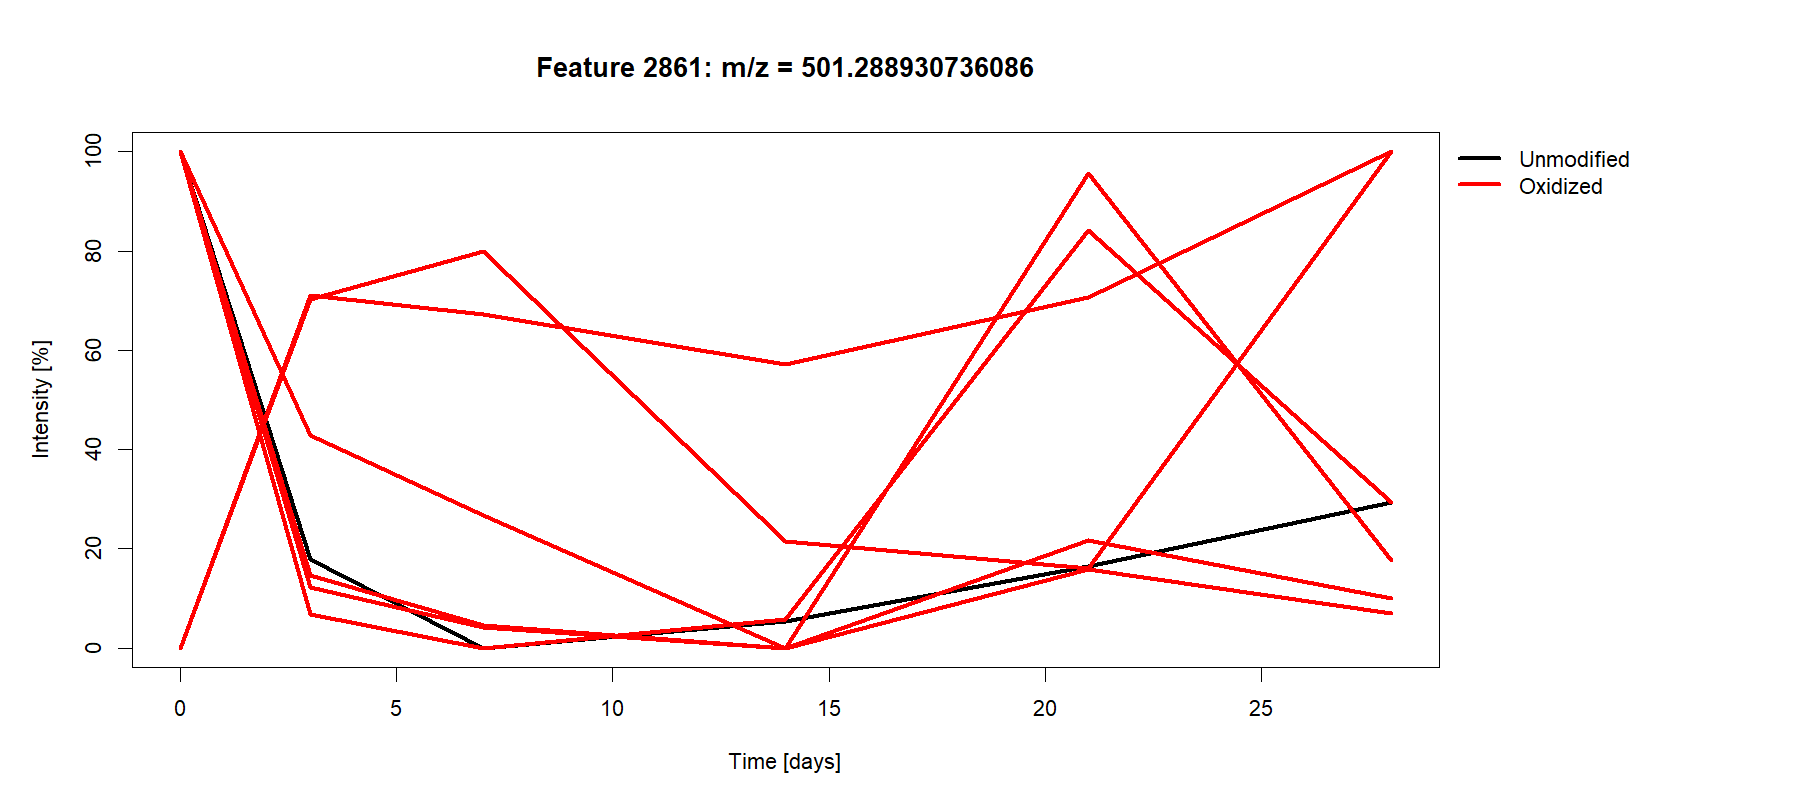 Feature 2861: m/z = 501.288930736086
100
80
60
40
20
0
Intensity [%]
0 5 10 15 20 25
Time [days]
Unmodified
Oxidized